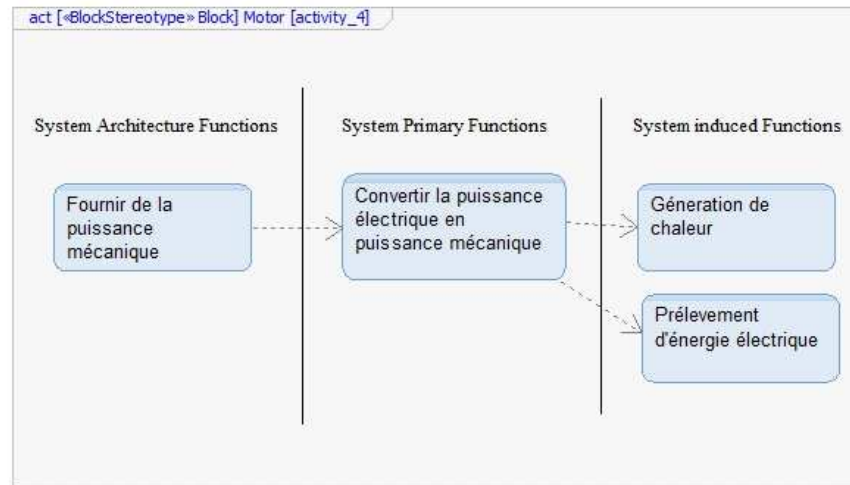 act [«BlockStereotype» Block] Motor [activity_4]
System Architecture Functions
System Primary Functions
System induced Functions
Fournir de la
puissance
mécanique
Convertir la puissance
électrique en
puissance mécanique
Géneration de
chaleur
Prélevement
d'énergie électrique